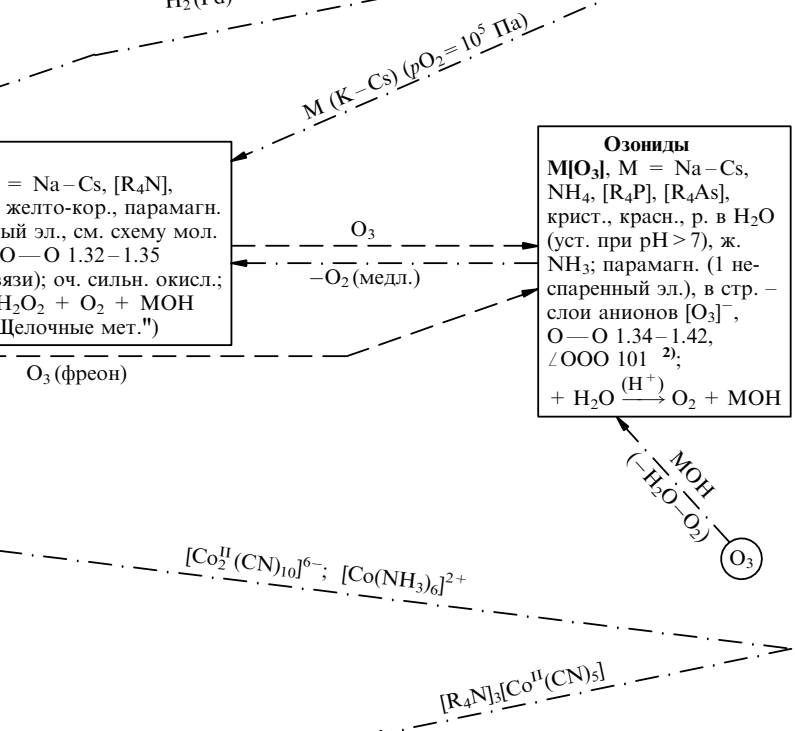 H₂(Pd)
M (K–Cs) (pO₂=10⁵ Па)
= Na–Cs, [R₄N],
желто-кор., парамагн.
ый эл., см. схему мол.
O—O 1.32–1.35
вязи); оч. сильн. окисл.;
H₂O₂ + O₂ + MOH
Щелочные мет.")
O₃
–O₂(медл.)
O₃(фреон)
Озониды
M[O₃], M = Na–Cs,
NH₄, [R₄P], [R₄As],
крист., красн., р. в H₂O
(уст. при pH>7), ж.
NH₃; парамагн. (1 не-
спаренный эл.), в стр. –
слои анионов [O₃]⁻,
O—O 1.34–1.42,
∠OOO 101 ²⁾;
+ H₂O (H⁺)⟶ O₂ + MOH
MOH
(–H₂O–O₂)
O₃
[Co₂ᴵᴵ(CN)₁₀]⁶⁻; [Co(NH₃)₆]²⁺
[R₄N]₃[Coᴵᴵ(CN)₅]